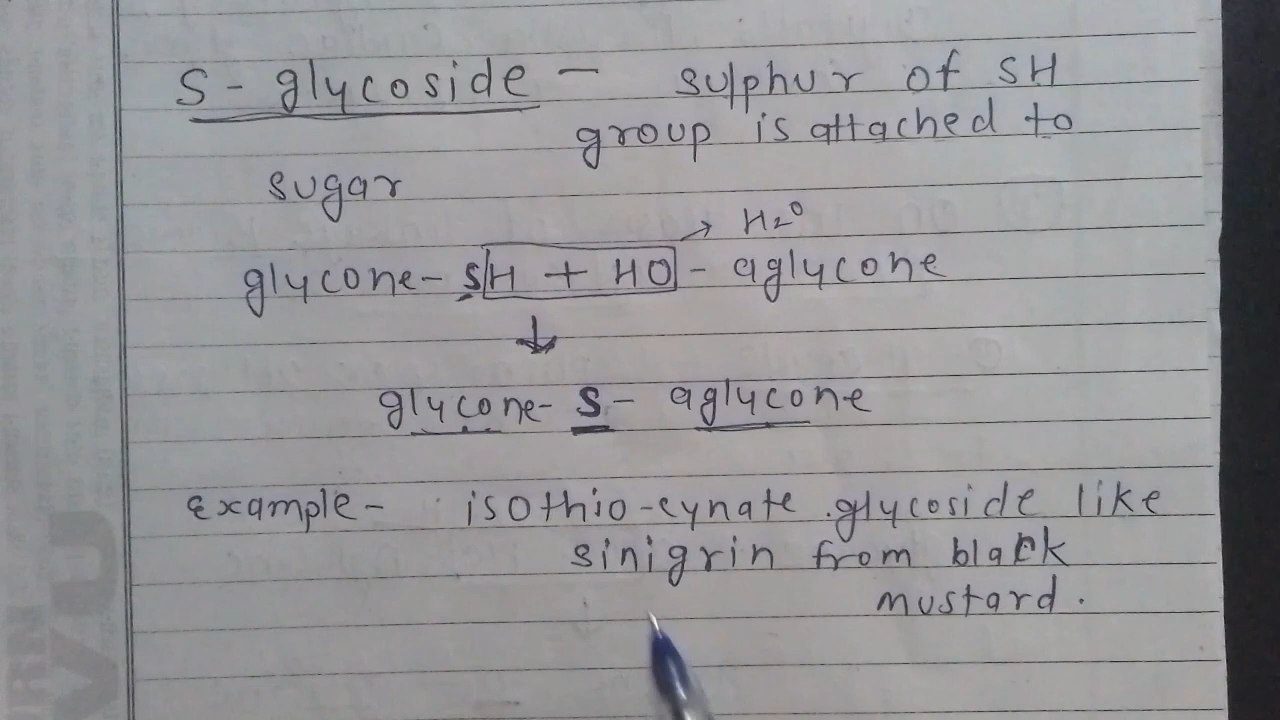 S - glycoside - sulphur of SH
group is attached to
sugar
→ H₂O
glycone - SH + HO - aglycone
↓
glycone - S - aglycone
Example - isothio-cynate glycoside like
sinigrin from black
mustard.